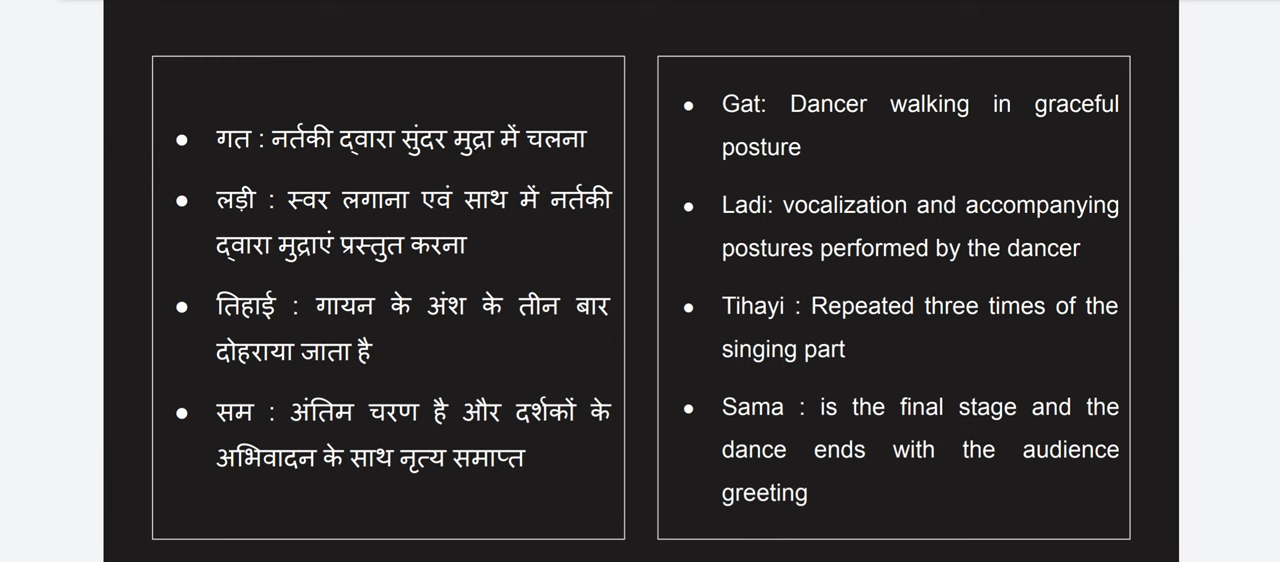 • गत : नर्तकी द्वारा सुंदर मुद्रा में चलना
• लड़ी : स्वर लगाना एवं साथ में नर्तकी
द्वारा मुद्राएं प्रस्तुत करना
• तिहाई : गायन के अंश के तीन बार
दोहराया जाता है
• सम : अंतिम चरण है और दर्शकों के
अभिवादन के साथ नृत्य समाप्त
• Gat: Dancer walking in graceful
posture
• Ladi: vocalization and accompanying
postures performed by the dancer
• Tihayi : Repeated three times of the
singing part
• Sama : is the final stage and the
dance ends with the audience
greeting